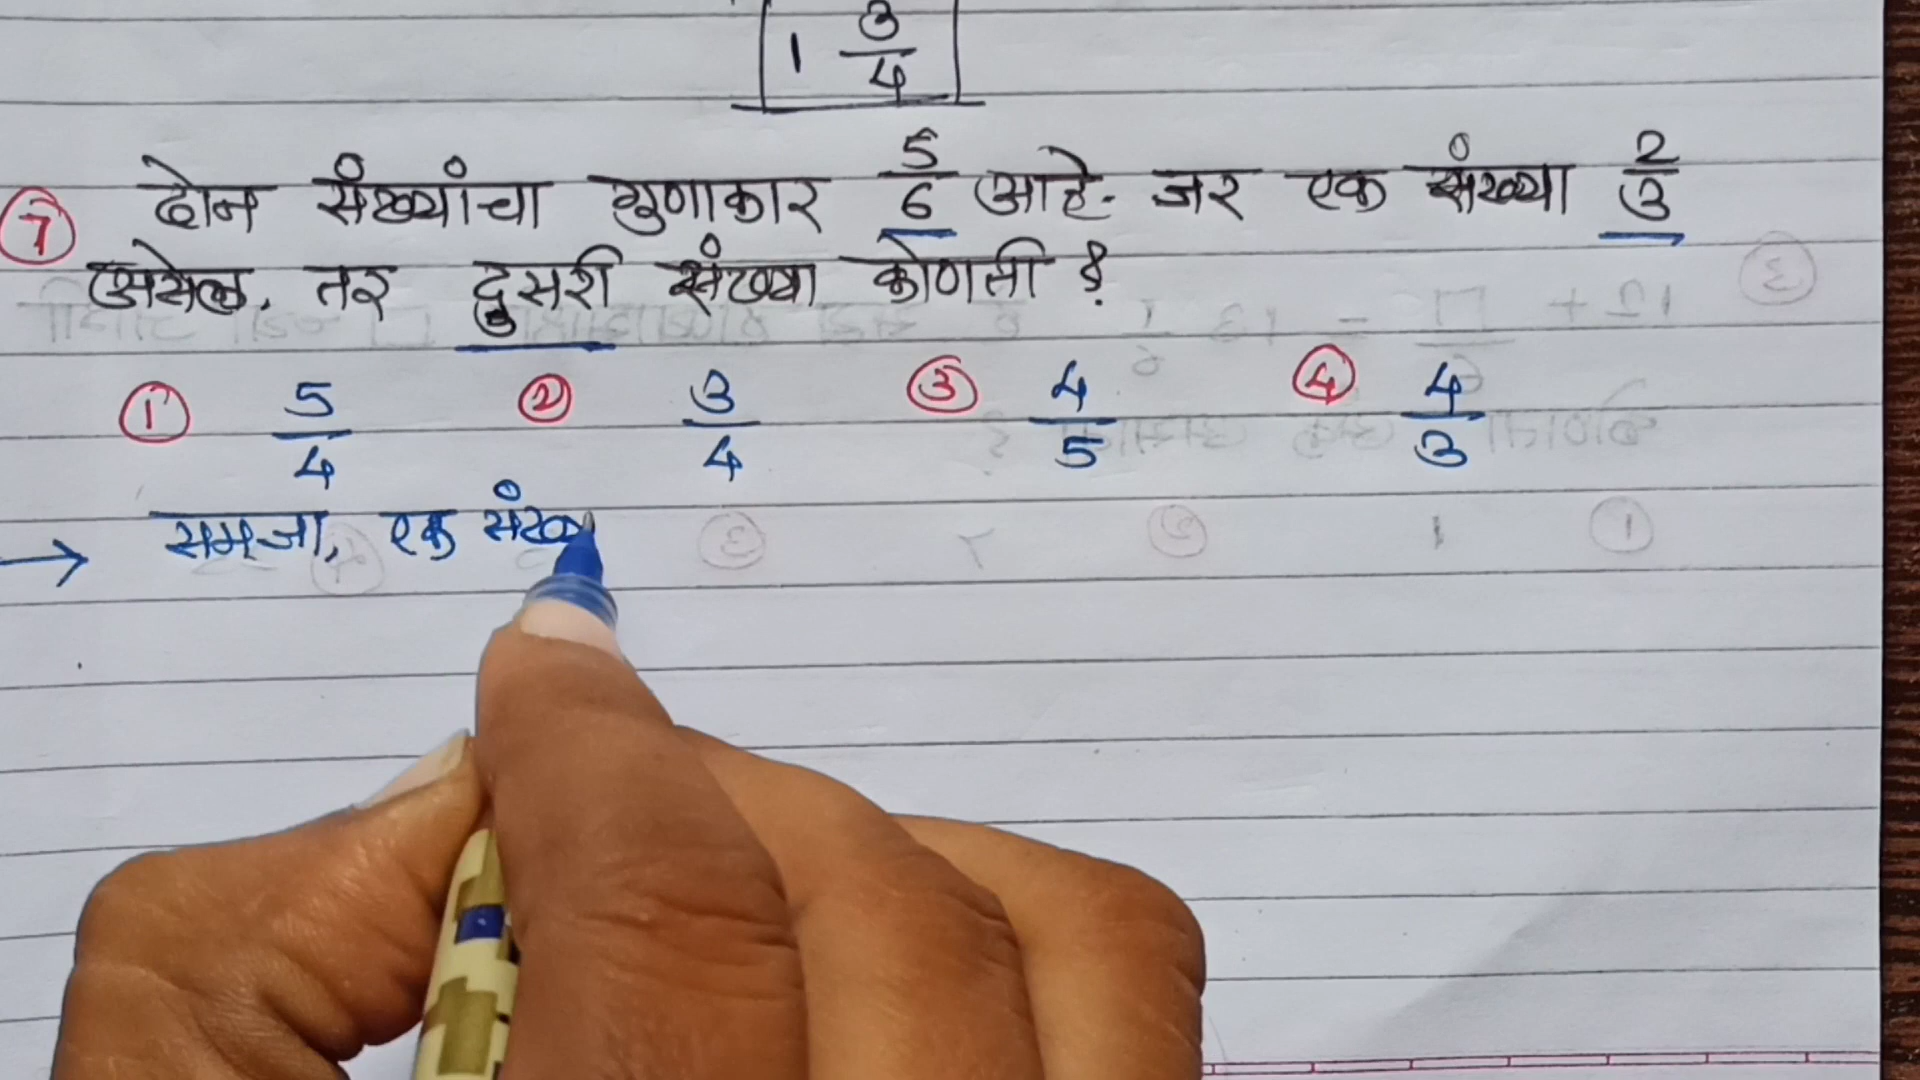 1 3/4
7 दोन संख्यांचा गुणाकार 5/6 आहे. जर एक संख्या 2/3
असेल, तर दुसरी संख्या कोणती ?
1 5/4 2 3/4 3 4/5 4 4/3
→ समजा, एक संख्य